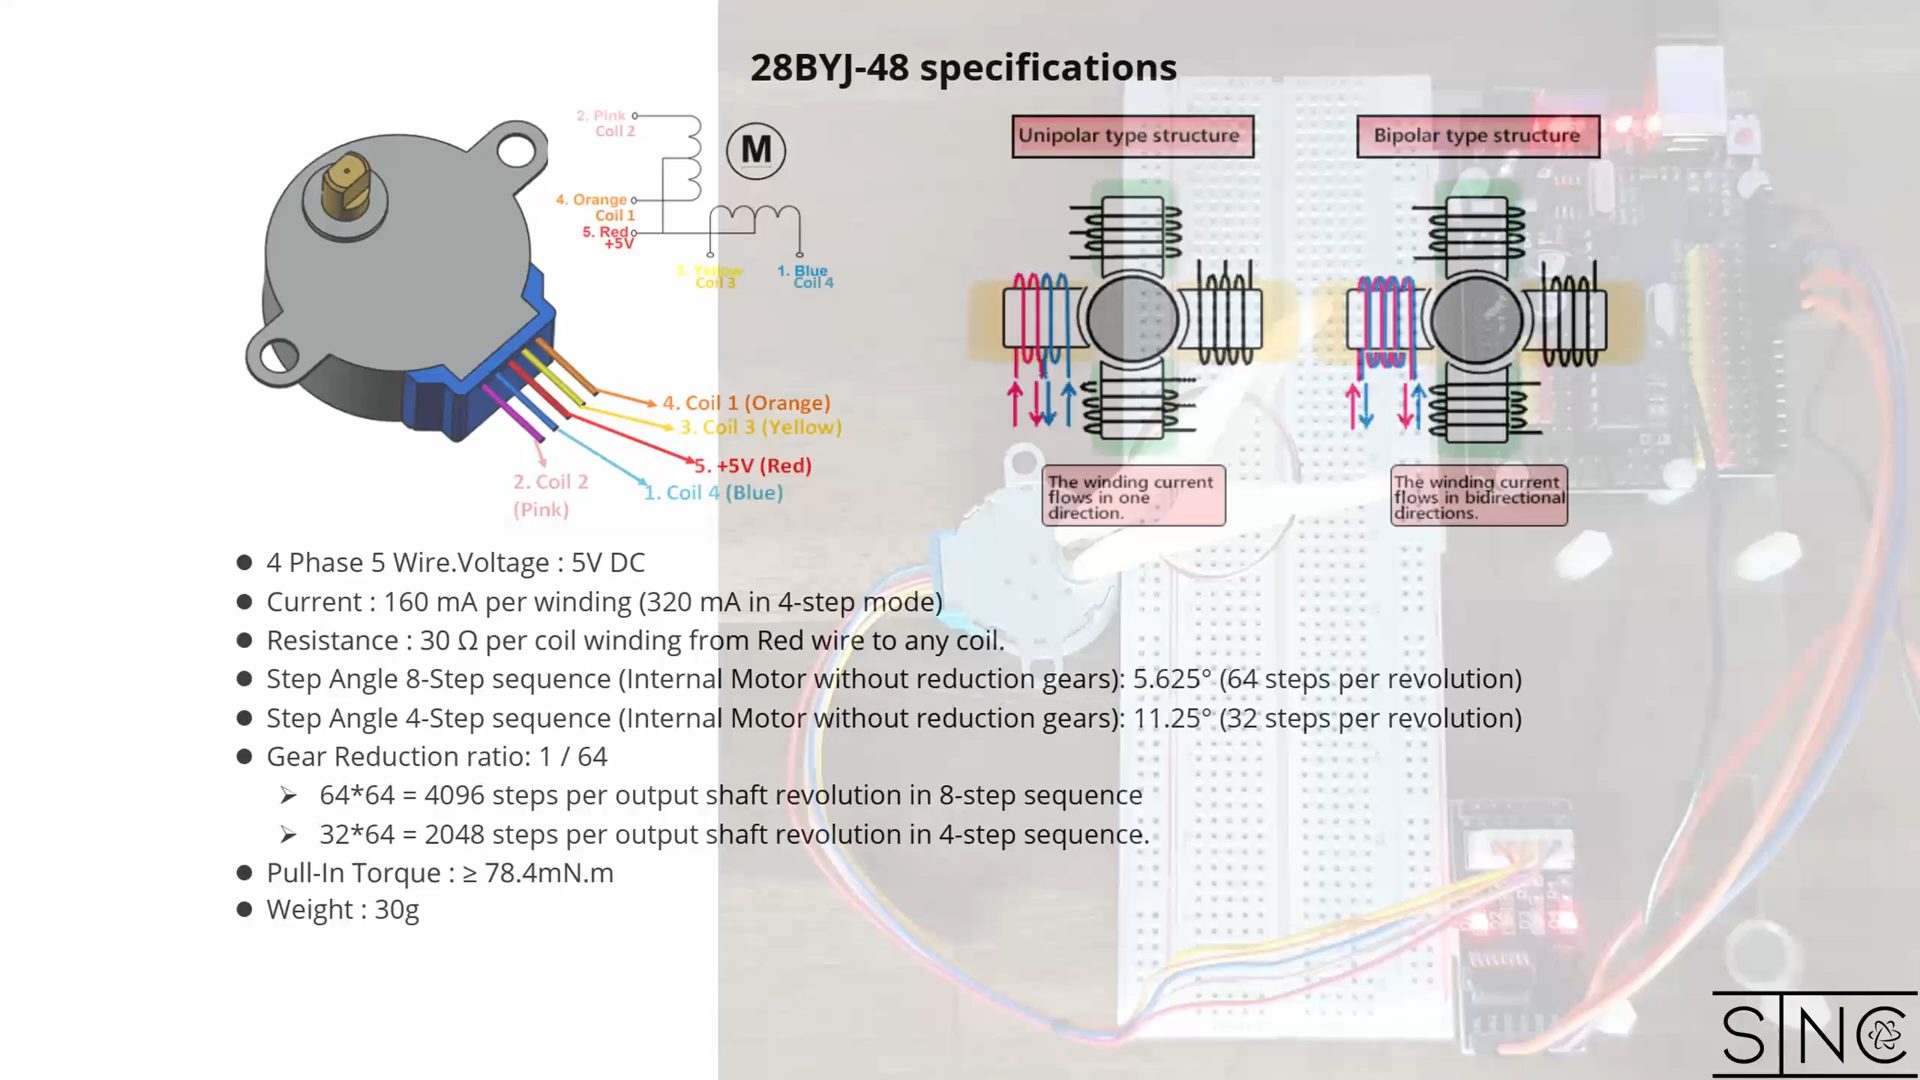 28BYJ-48 specifications
2. Pink
Coil 2
M
4. Orange
Coil 1
5. Red
+5V
3. Yellow
Coil 3
1. Blue
Coil 4
Unipolar type structure
Bipolar type structure
4. Coil 1 (Orange)
3. Coil 3 (Yellow)
5. +5V (Red)
1. Coil 4 (Blue)
2. Coil 2
(Pink)
The winding current
flows in one
direction.
The winding current
flows in bidirectional
directions.
● 4 Phase 5 Wire.Voltage : 5V DC
● Current : 160 mA per winding (320 mA in 4-step mode)
● Resistance : 30 Ω per coil winding from Red wire to any coil.
● Step Angle 8-Step sequence (Internal Motor without reduction gears): 5.625° (64 steps per revolution)
● Step Angle 4-Step sequence (Internal Motor without reduction gears): 11.25° (32 steps per revolution)
● Gear Reduction ratio: 1 / 64
➢ 64*64 = 4096 steps per output shaft revolution in 8-step sequence
➢ 32*64 = 2048 steps per output shaft revolution in 4-step sequence.
● Pull-In Torque : ≥ 78.4mN.m
● Weight : 30g
SINC